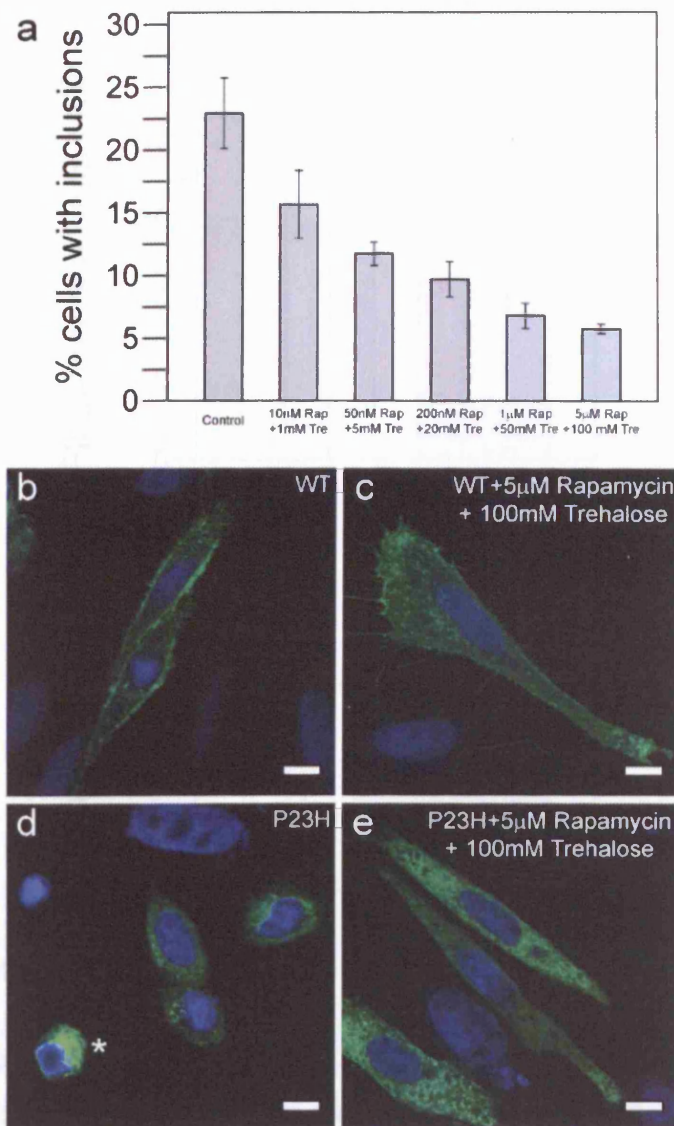 a
% cells with inclusions
30
25
20
15
10
5
0
Control
10nM Rap
+1mM Tre
50nM Rap
+5mM Tre
200nM Rap
+20mM Tre
1μM Rap
+50mM Tre
5μM Rap
+100 mM Tre
b
WT
c
WT+5μM Rapamycin
+ 100mM Trehalose
d
P23H
*
e
P23H+5μM Rapamycin
+ 100mM Trehalose